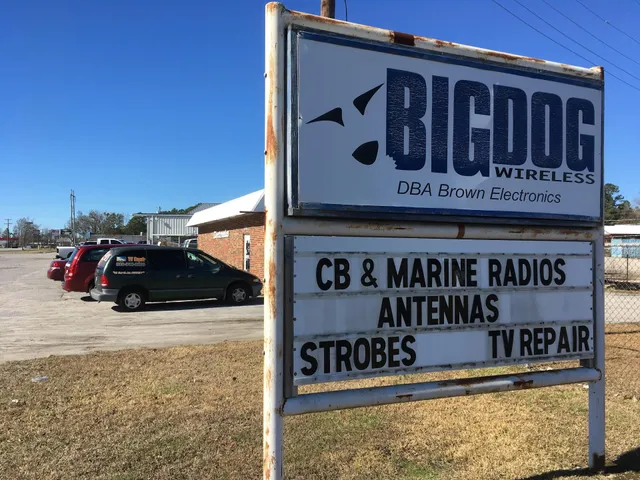 BIGDOG
WIRELESS
DBA Brown Electronics
CB & MARINE RADIOS
ANTENNAS
STROBES TV REPAIR